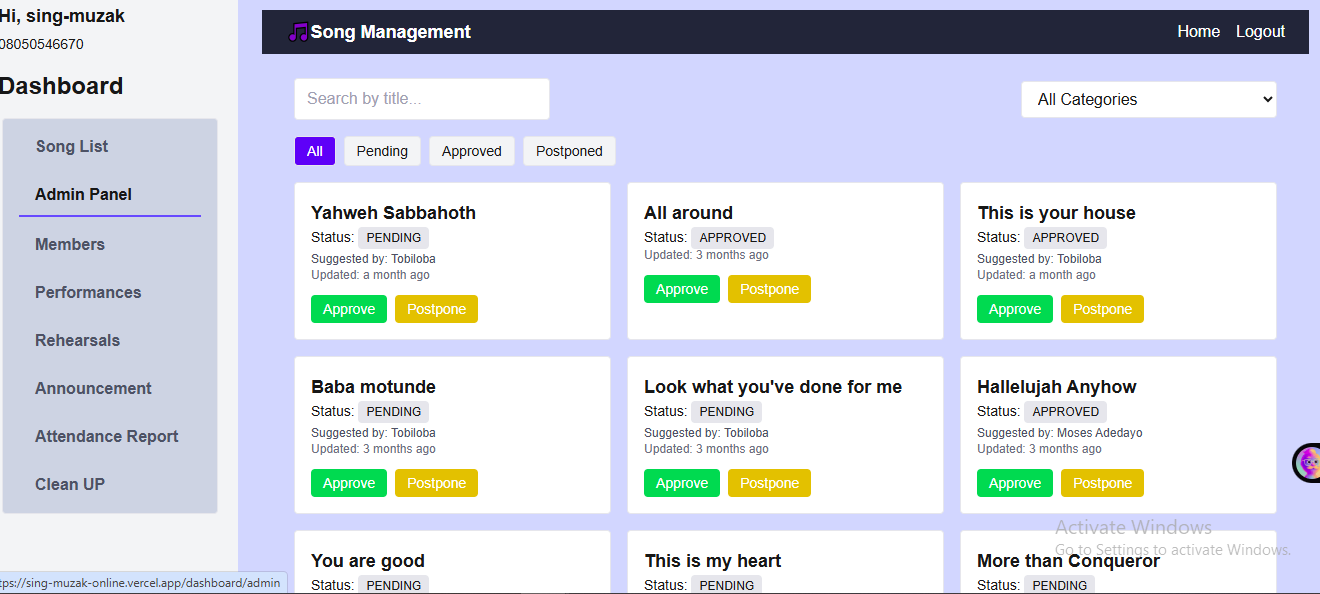 Hi, sing-muzak
08050546670
Dashboard
Song List
Admin Panel
Members
Performances
Rehearsals
Announcement
Attendance Report
Clean UP
tps://sing-muzak-online.vercel.app/dashboard/admin
Song Management
Home Logout
Search by title...
All Categories
All Pending Approved Postponed
Yahweh Sabbahoth
Status: PENDING
Suggested by: Tobiloba
Updated: a month ago
Approve Postpone
All around
Status: APPROVED
Updated: 3 months ago
Approve Postpone
This is your house
Status: APPROVED
Suggested by: Tobiloba
Updated: a month ago
Approve Postpone
Baba motunde
Status: PENDING
Suggested by: Tobiloba
Updated: 3 months ago
Approve Postpone
Look what you've done for me
Status: PENDING
Suggested by: Tobiloba
Updated: 3 months ago
Approve Postpone
Hallelujah Anyhow
Status: APPROVED
Suggested by: Moses Adedayo
Updated: 3 months ago
Approve Postpone
You are good
Status: PENDING
This is my heart
Status: PENDING
More than Conqueror
Status: PENDING
Activate Windows
Go to Settings to activate Windows.